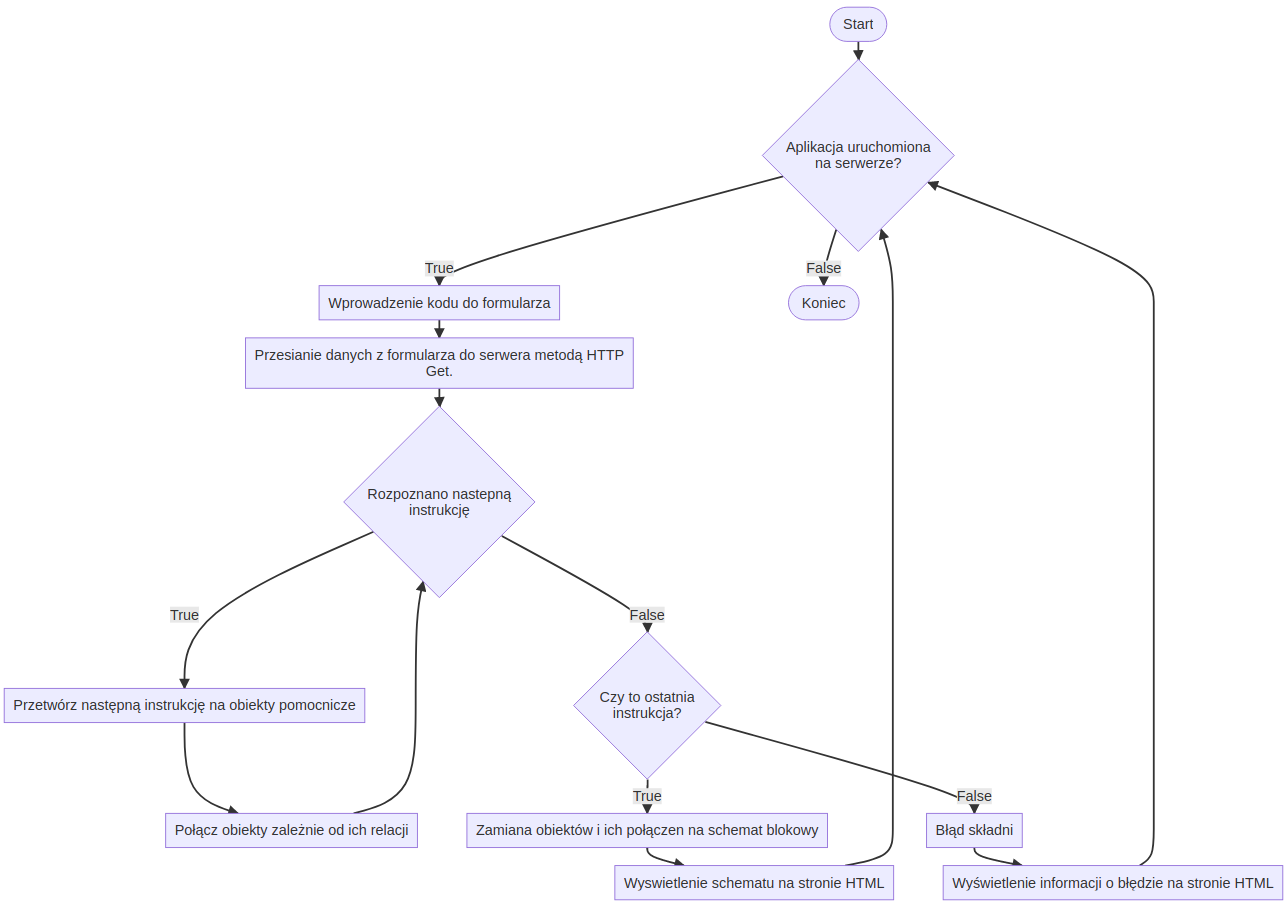 Start
Aplikacja uruchomiona
na serwerze?
True
False
Wprowadzenie kodu do formularza
Koniec
Przesianie danych z formularza do serwera metodą HTTP
Get.
Rozpoznano nastepną
instrukcję
True
False
Przetwórz następną instrukcję na obiekty pomocnicze
Czy to ostatnia
instrukcja?
True
False
Połącz obiekty zależnie od ich relacji
Zamiana obiektów i ich połączen na schemat blokowy
Błąd składni
Wyswietlenie schematu na stronie HTML
Wyświetlenie informacji o błędzie na stronie HTML